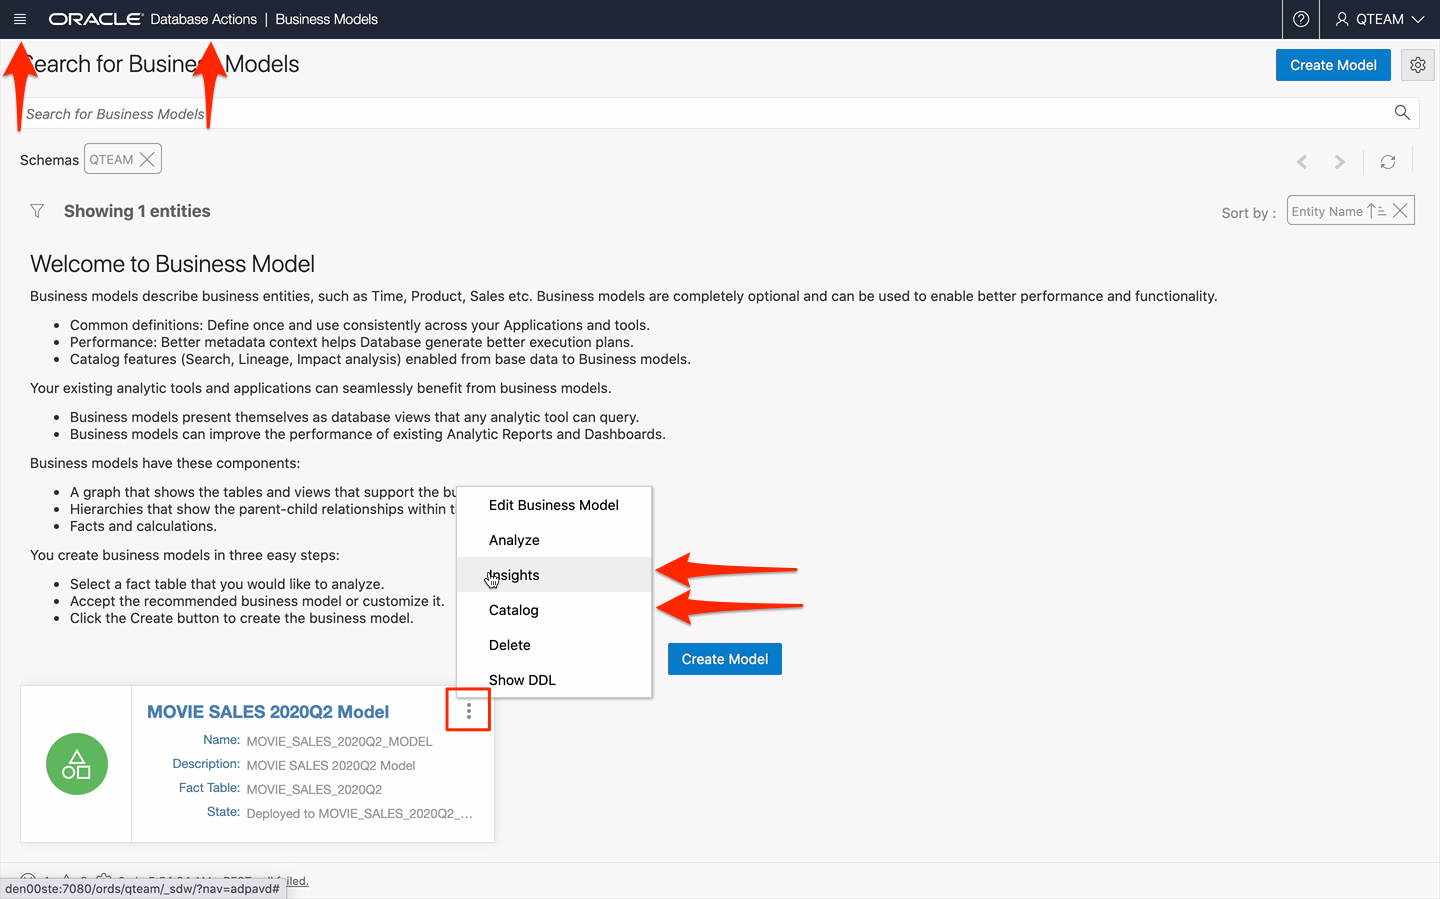 ORACLE Database Actions | Business Models
QTEAM
Search for Business Models
Create Model
Search for Business Models
Schemas QTEAM
Showing 1 entities
Sort by : Entity Name
Welcome to Business Model
Business models describe business entities, such as Time, Product, Sales etc. Business models are completely optional and can be used to enable better performance and functionality.
• Common definitions: Define once and use consistently across your Applications and tools.
• Performance: Better metadata context helps Database generate better execution plans.
• Catalog features (Search, Lineage, Impact analysis) enabled from base data to Business models.
Your existing analytic tools and applications can seamlessly benefit from business models.
• Business models present themselves as database views that any analytic tool can query.
• Business models can improve the performance of existing Analytic Reports and Dashboards.
Business models have these components:
• A graph that shows the tables and views that support the bu
• Hierarchies that show the parent-child relationships within t
• Facts and calculations.
You create business models in three easy steps:
• Select a fact table that you would like to analyze.
• Accept the recommended business model or customize it.
• Click the Create button to create the business model.
Edit Business Model
Analyze
Insights
Catalog
Delete
Show DDL
Create Model
MOVIE SALES 2020Q2 Model
Name: MOVIE_SALES_2020Q2_MODEL
Description: MOVIE SALES 2020Q2 Model
Fact Table: MOVIE_SALES_2020Q2
State: Deployed to MOVIE_SALES_2020Q2_...
failed.
den00ste:7080/ords/qteam/_sdw/?nav=adpavd#